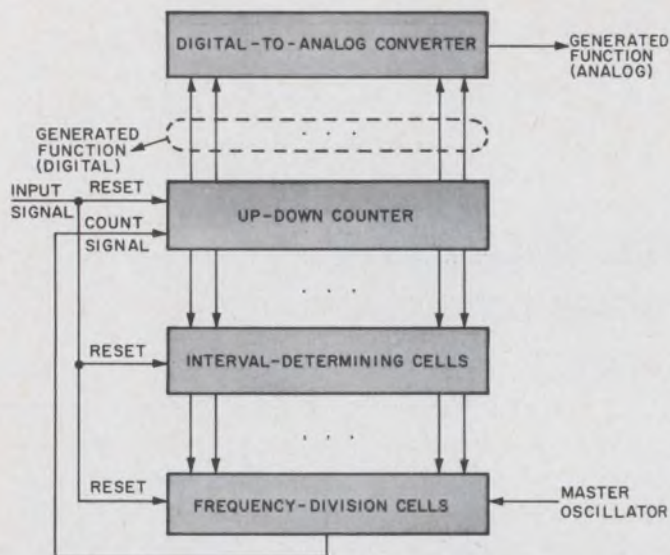 DIGITAL-TO-ANALOG CONVERTER
GENERATED
FUNCTION
(ANALOG)
GENERATED
FUNCTION
(DIGITAL)
. . .
INPUT
SIGNAL
RESET
COUNT
SIGNAL
UP-DOWN COUNTER
. . .
RESET
INTERVAL-DETERMINING CELLS
. . .
RESET
FREQUENCY-DIVISION CELLS
MASTER
OSCILLATOR